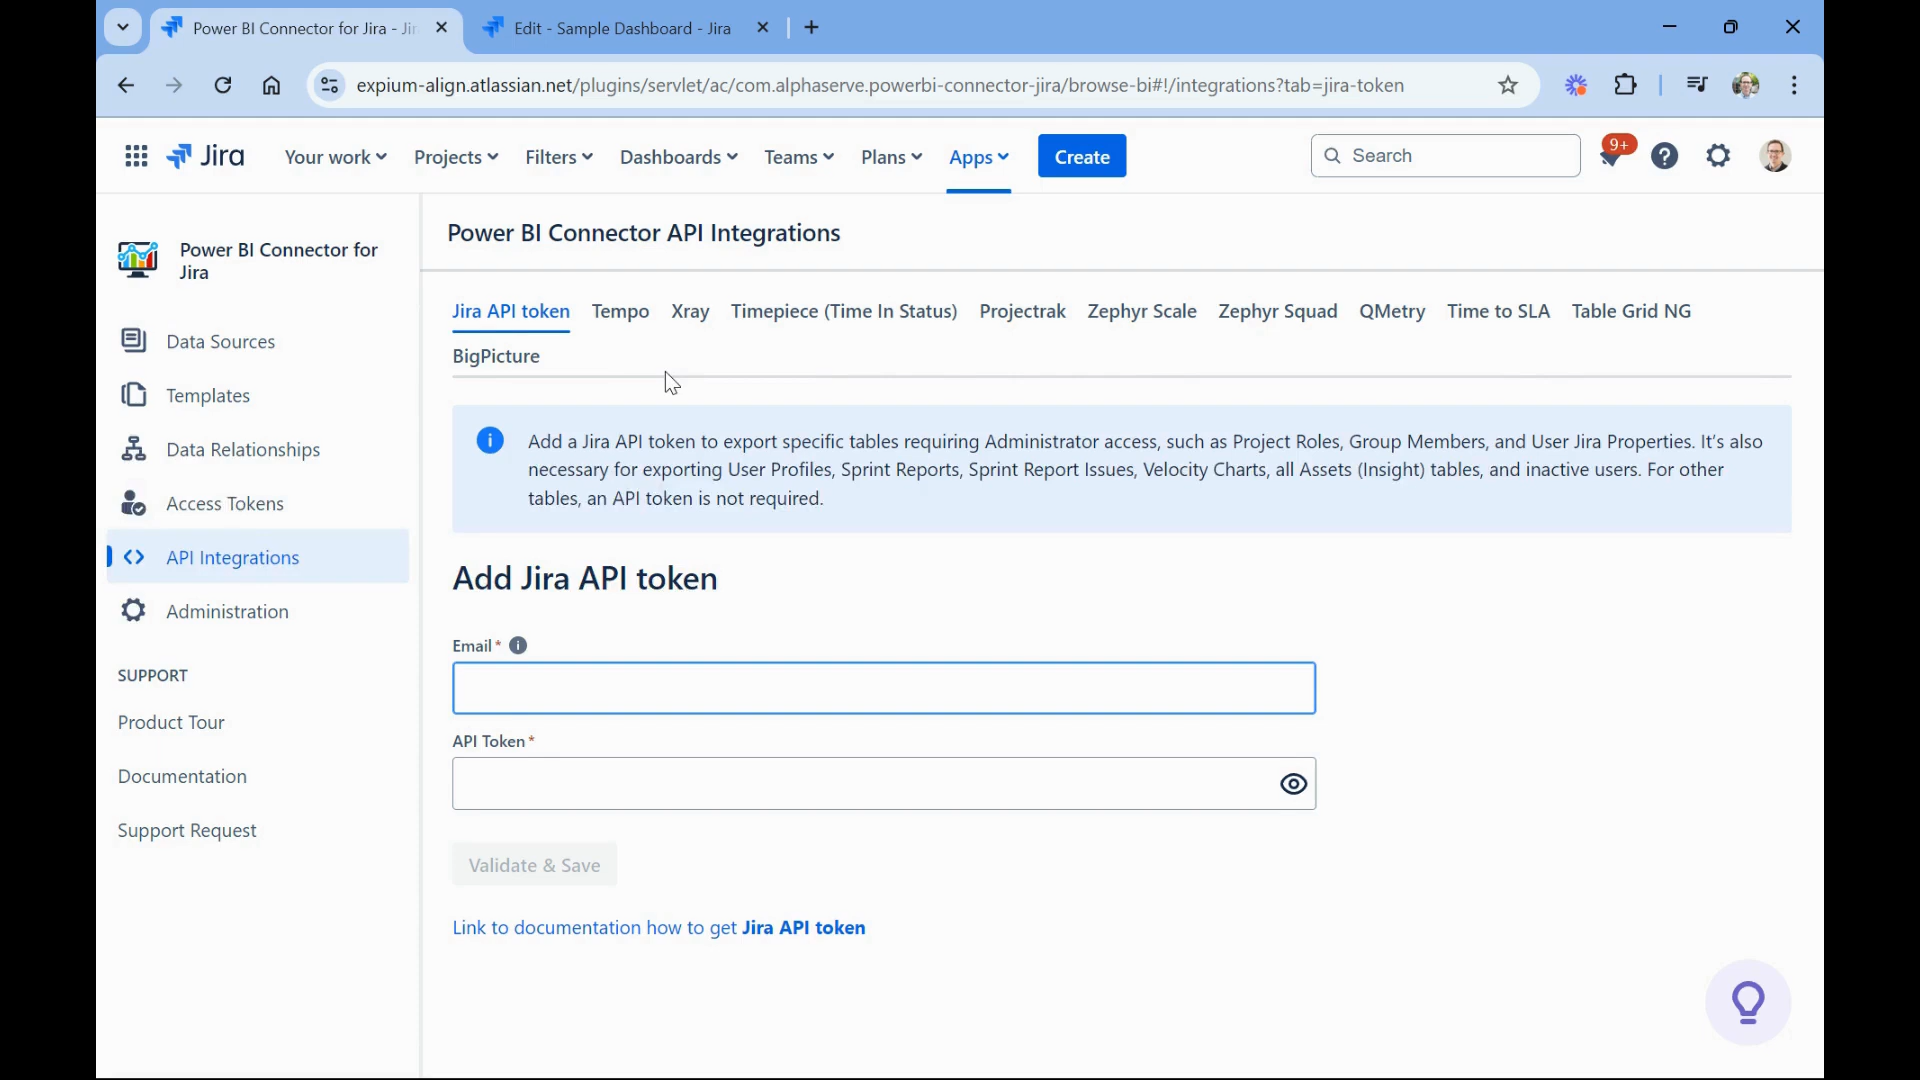 Power BI Connector for Jira - Jir
Edit - Sample Dashboard - Jira
expium-align.atlassian.net/plugins/servlet/ac/com.alphaserve.powerbi-connector-jira/browse-bi#!/integrations?tab=jira-token
Jira
Your work
Projects
Filters
Dashboards
Teams
Plans
Apps
Create
Search
9+
Power BI Connector for
Jira
Data Sources
Templates
Data Relationships
Access Tokens
API Integrations
Administration
SUPPORT
Product Tour
Documentation
Support Request
Power BI Connector API Integrations
Jira API token Tempo Xray Timepiece (Time In Status) Projectrak Zephyr Scale Zephyr Squad QMetry Time to SLA Table Grid NG
BigPicture
Add a Jira API token to export specific tables requiring Administrator access, such as Project Roles, Group Members, and User Jira Properties. It's also
necessary for exporting User Profiles, Sprint Reports, Sprint Report Issues, Velocity Charts, all Assets (Insight) tables, and inactive users. For other
tables, an API token is not required.
Add Jira API token
Email *
API Token *
Validate & Save
Link to documentation how to get Jira API token